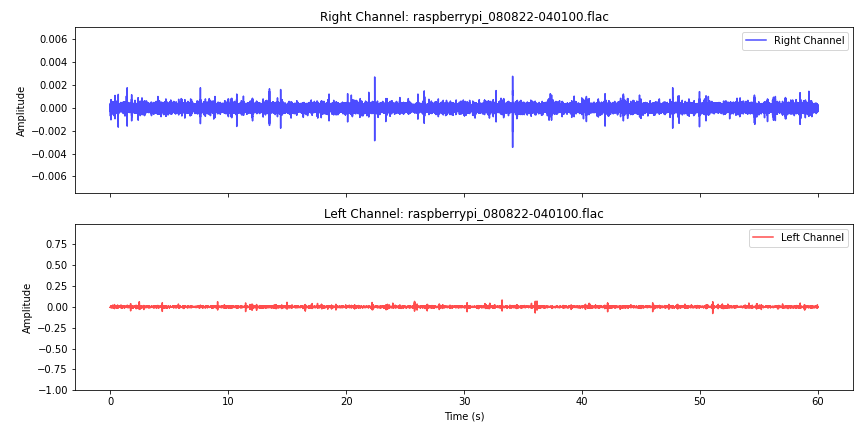 Right Channel: raspberrypi_080822-040100.flac
Right Channel
0.006
0.004
0.002
0.000
−0.002
−0.004
−0.006
Amplitude
Left Channel: raspberrypi_080822-040100.flac
Left Channel
0.75
0.50
0.25
0.00
−0.25
−0.50
−0.75
−1.00
Amplitude
0 10 20 30 40 50 60
Time (s)